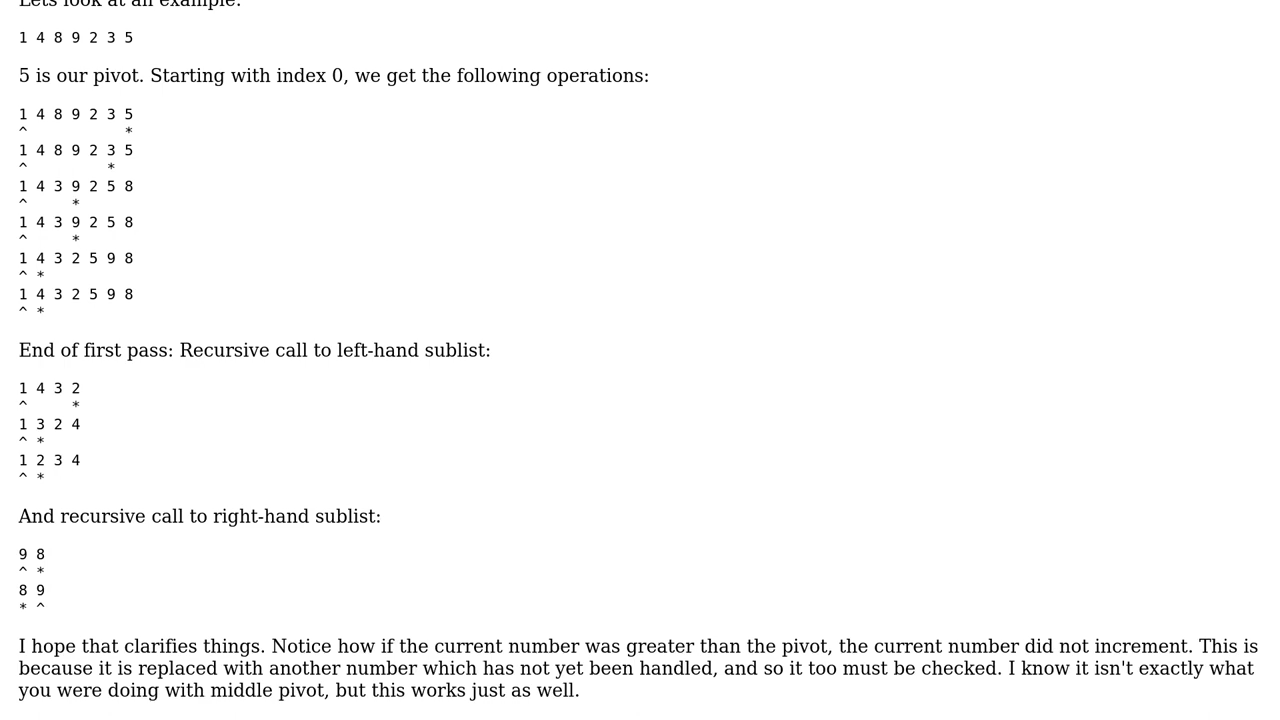 Lets look at an example:
1 4 8 9 2 3 5
5 is our pivot. Starting with index 0, we get the following operations:
1 4 8 9 2 3 5
^           *
1 4 8 9 2 3 5
^         *
1 4 3 9 2 5 8
^     *
1 4 3 9 2 5 8
^     *
1 4 3 2 5 9 8
^ *
1 4 3 2 5 9 8
^ *
End of first pass: Recursive call to left-hand sublist:
1 4 3 2
^     *
1 3 2 4
^ *
1 2 3 4
^ *
And recursive call to right-hand sublist:
9 8
^ *
8 9
* ^
I hope that clarifies things. Notice how if the current number was greater than the pivot, the current number did not increment. This is
because it is replaced with another number which has not yet been handled, and so it too must be checked. I know it isn't exactly what
you were doing with middle pivot, but this works just as well.